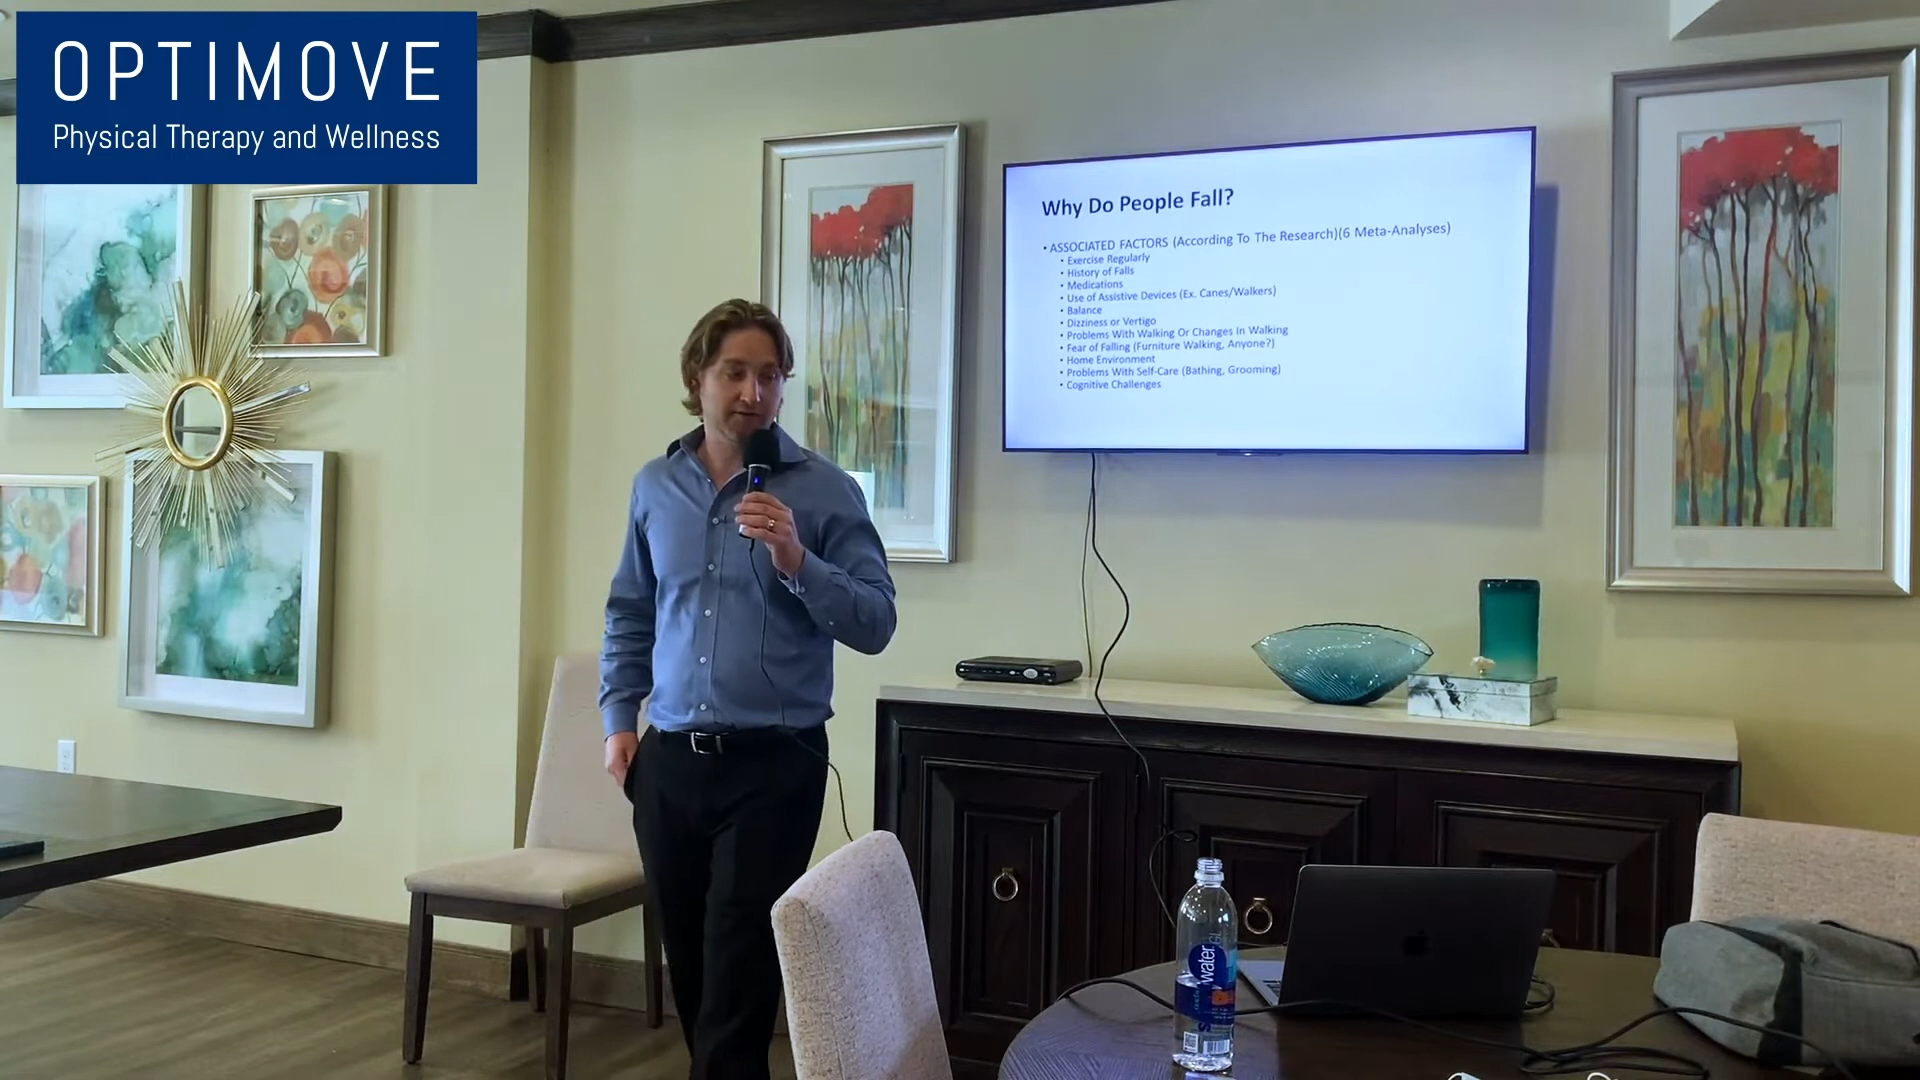 OPTIMOVE
Physical Therapy and Wellness
Why Do People Fall?
• ASSOCIATED FACTORS (According To The Research)(6 Meta-Analyses)
• Exercise Regularly
• History of Falls
• Medications
• Use of Assistive Devices (Ex. Canes/Walkers)
• Balance
• Dizziness or Vertigo
• Problems With Walking Or Changes In Walking
• Fear of Falling (Furniture Walking, Anyone?)
• Home Environment
• Problems With Self-Care (Bathing, Grooming)
• Cognitive Challenges
water